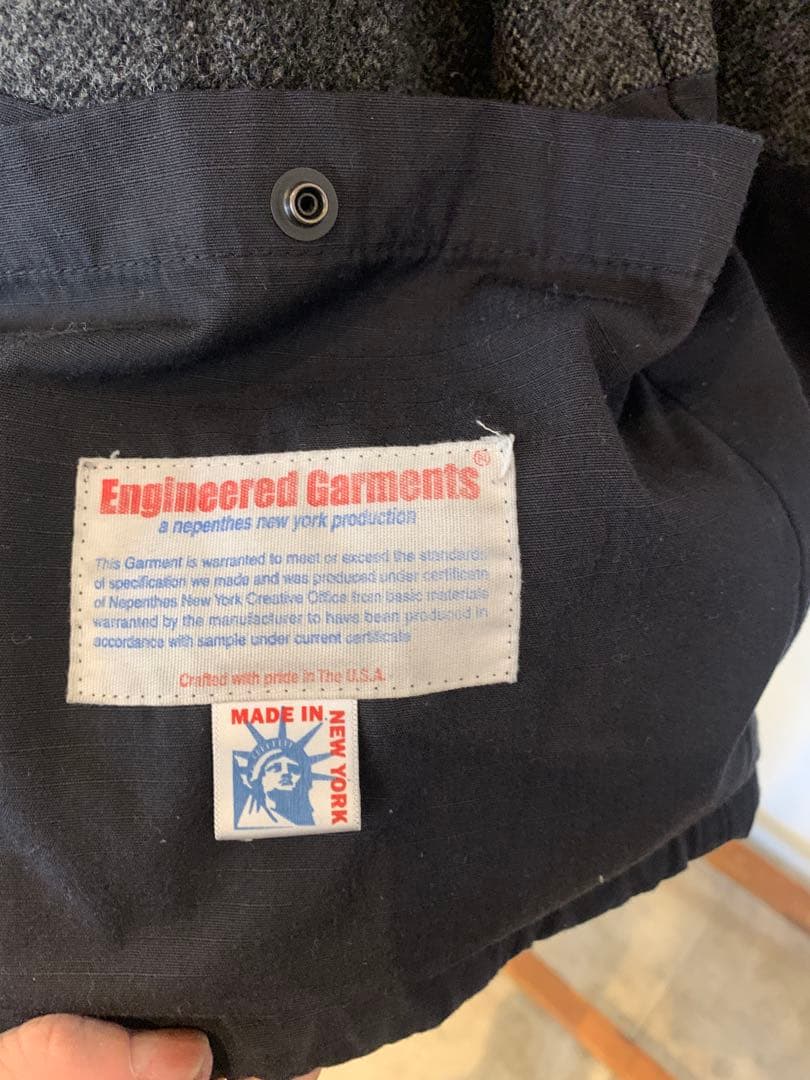 Engineered Garments®
a nepenthes new york production
This Garment is warranted to meet or exceed the standards
of specification we made and was produced under certificate
of Nepenthes New York Creative Office from basic materials
warranted by the manufacturer to have been produced in
accordance with sample under current certificate
Crafted with pride in The U.S.A.
MADE IN
NEW YORK